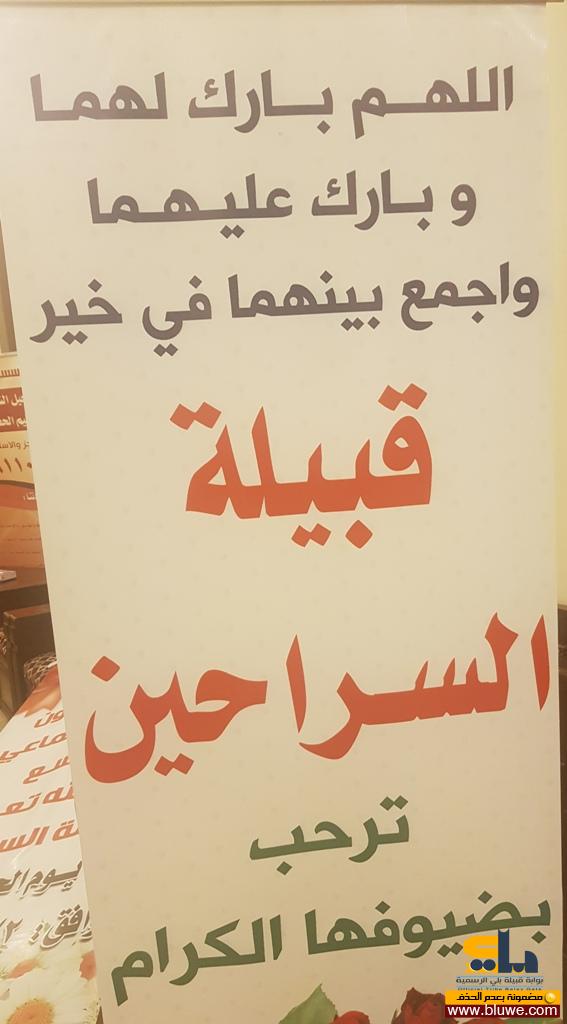 اللهم بارك لهما
و بارك عليهما
واجمع بينهما في خير
قبيلة
السراحين
ترحب
بضيوفها الكرام
بلي
بوابة قبيلة بلي الرسمية
مضمونة بعدم الحذف
www.bluwe.com